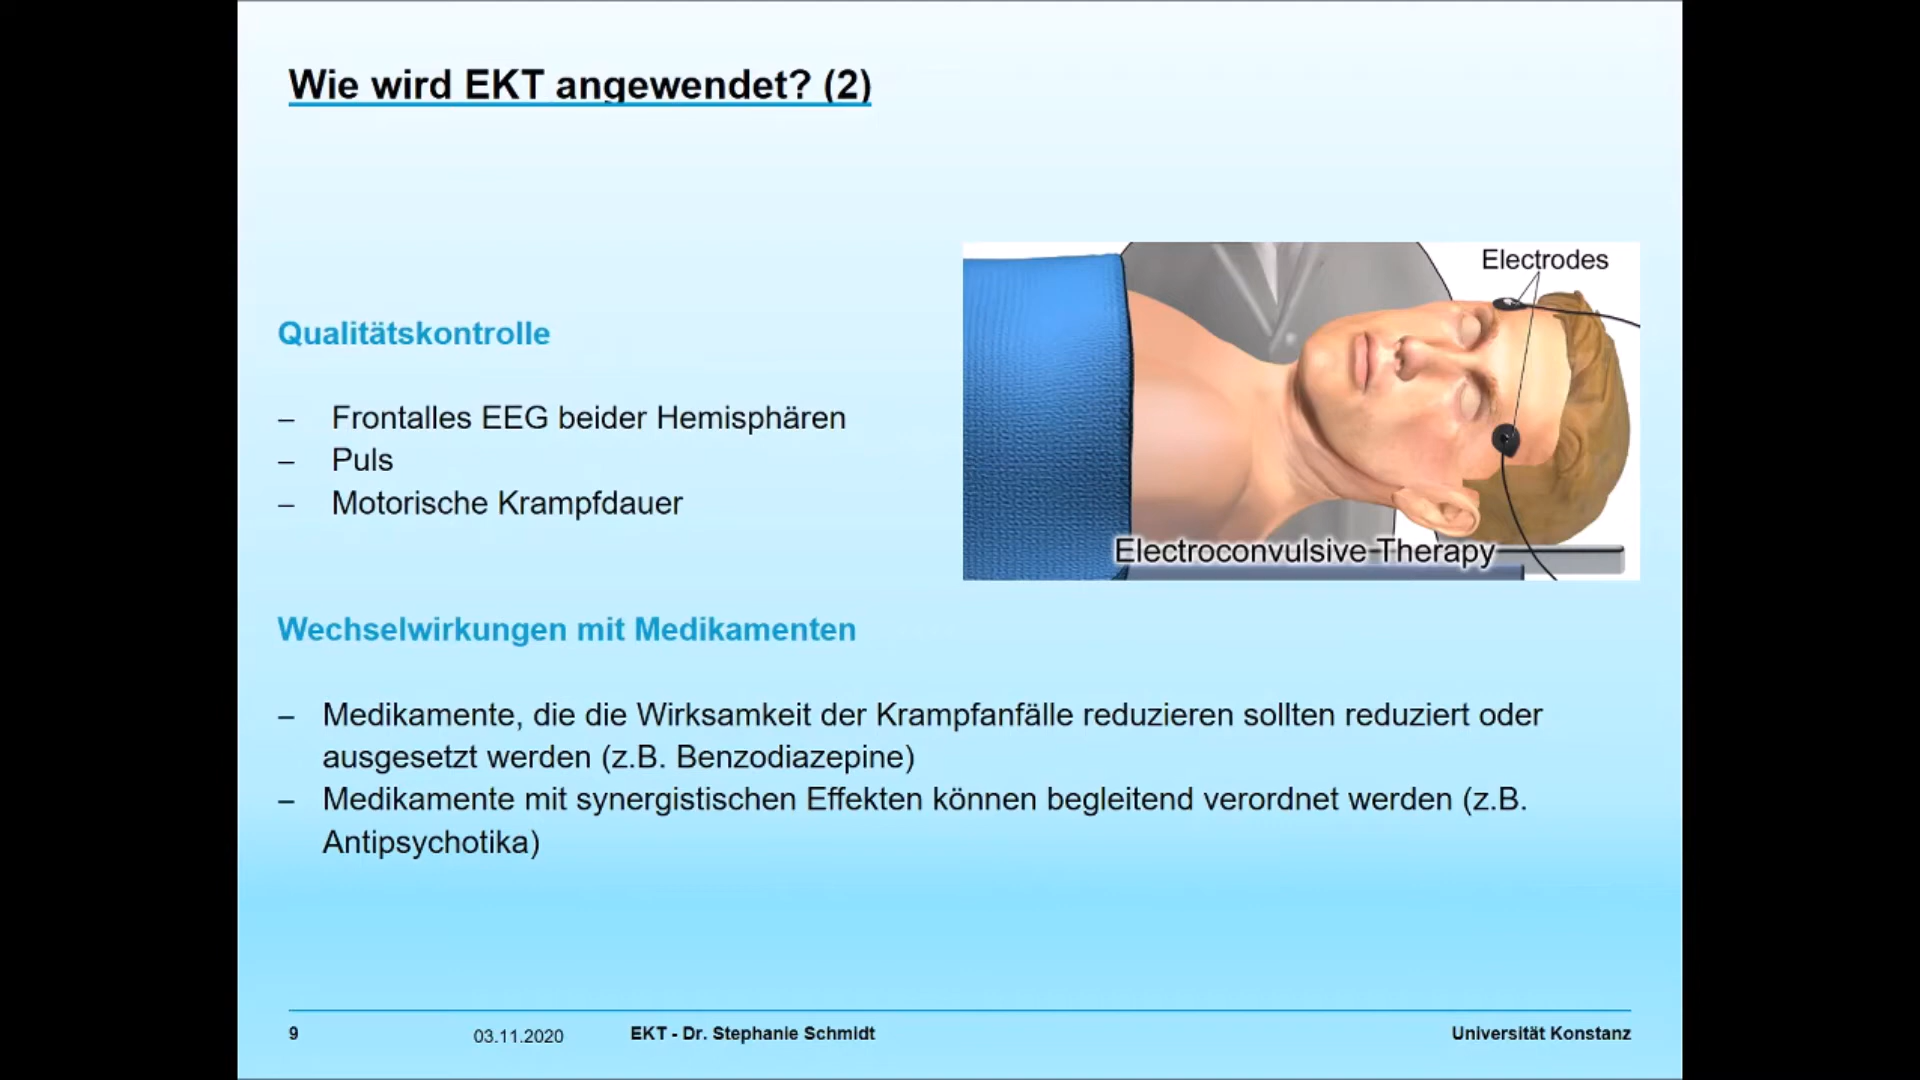 Wie wird EKT angewendet? (2)
Electrodes
Electroconvulsive Therapy
Qualitätskontrolle
– Frontalles EEG beider Hemisphären
– Puls
– Motorische Krampfdauer
Wechselwirkungen mit Medikamenten
– Medikamente, die die Wirksamkeit der Krampfanfälle reduzieren sollten reduziert oder
ausgesetzt werden (z.B. Benzodiazepine)
– Medikamente mit synergistischen Effekten können begleitend verordnet werden (z.B.
Antipsychotika)
9 03.11.2020 EKT - Dr. Stephanie Schmidt Universität Konstanz